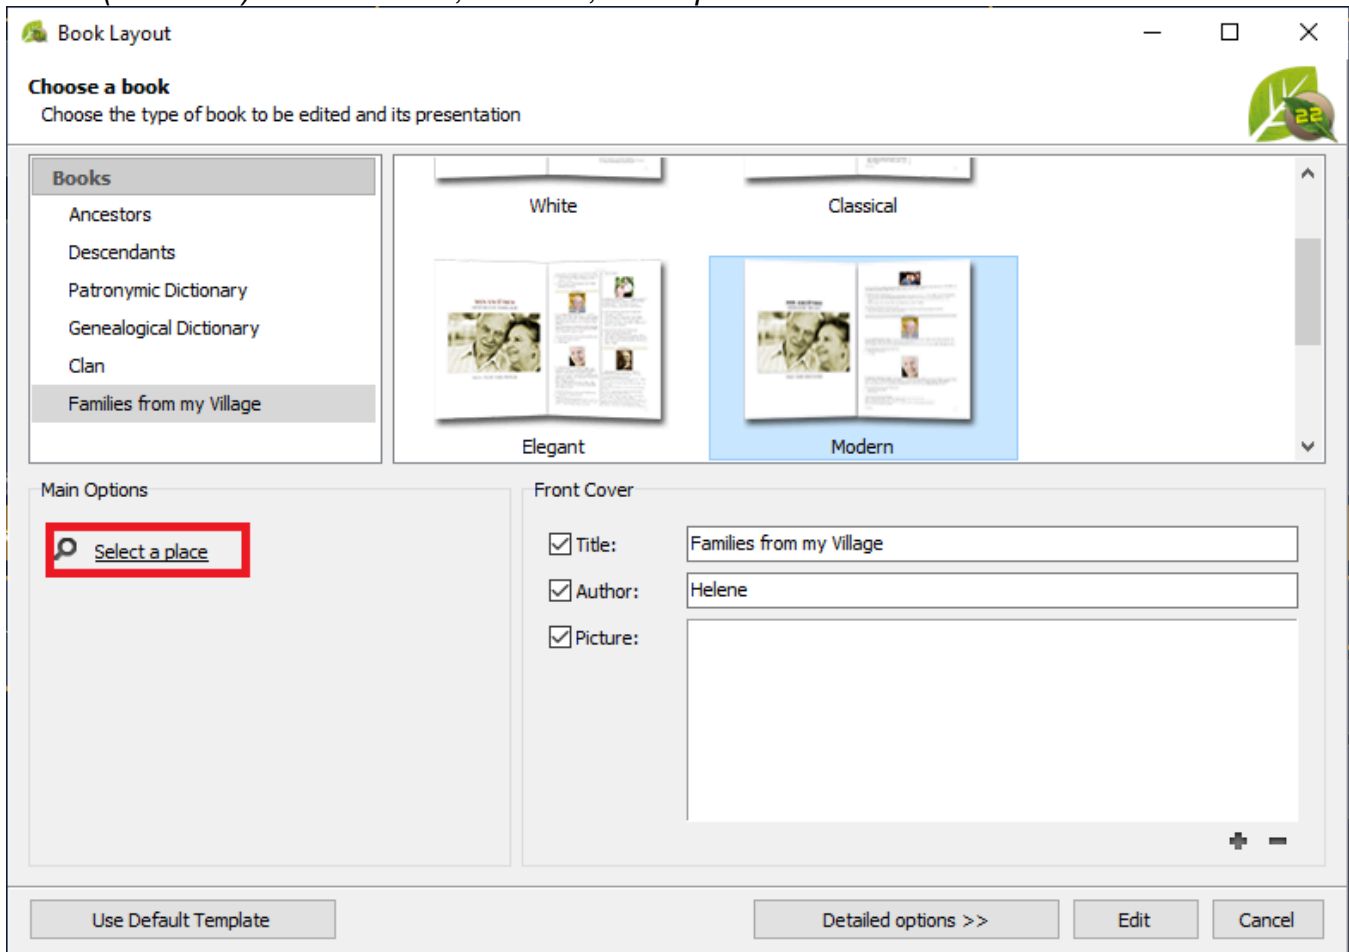 Book Layout
Choose a book
Choose the type of book to be edited and its presentation
22
Books
Ancestors
Descendants
Patronymic Dictionary
Genealogical Dictionary
Clan
Families from my Village
White
Classical
Elegant
Modern
Main Options
Select a place
Front Cover
Title: Families from my Village
Author: Helene
Picture:
Use Default Template
Detailed options >>
Edit
Cancel